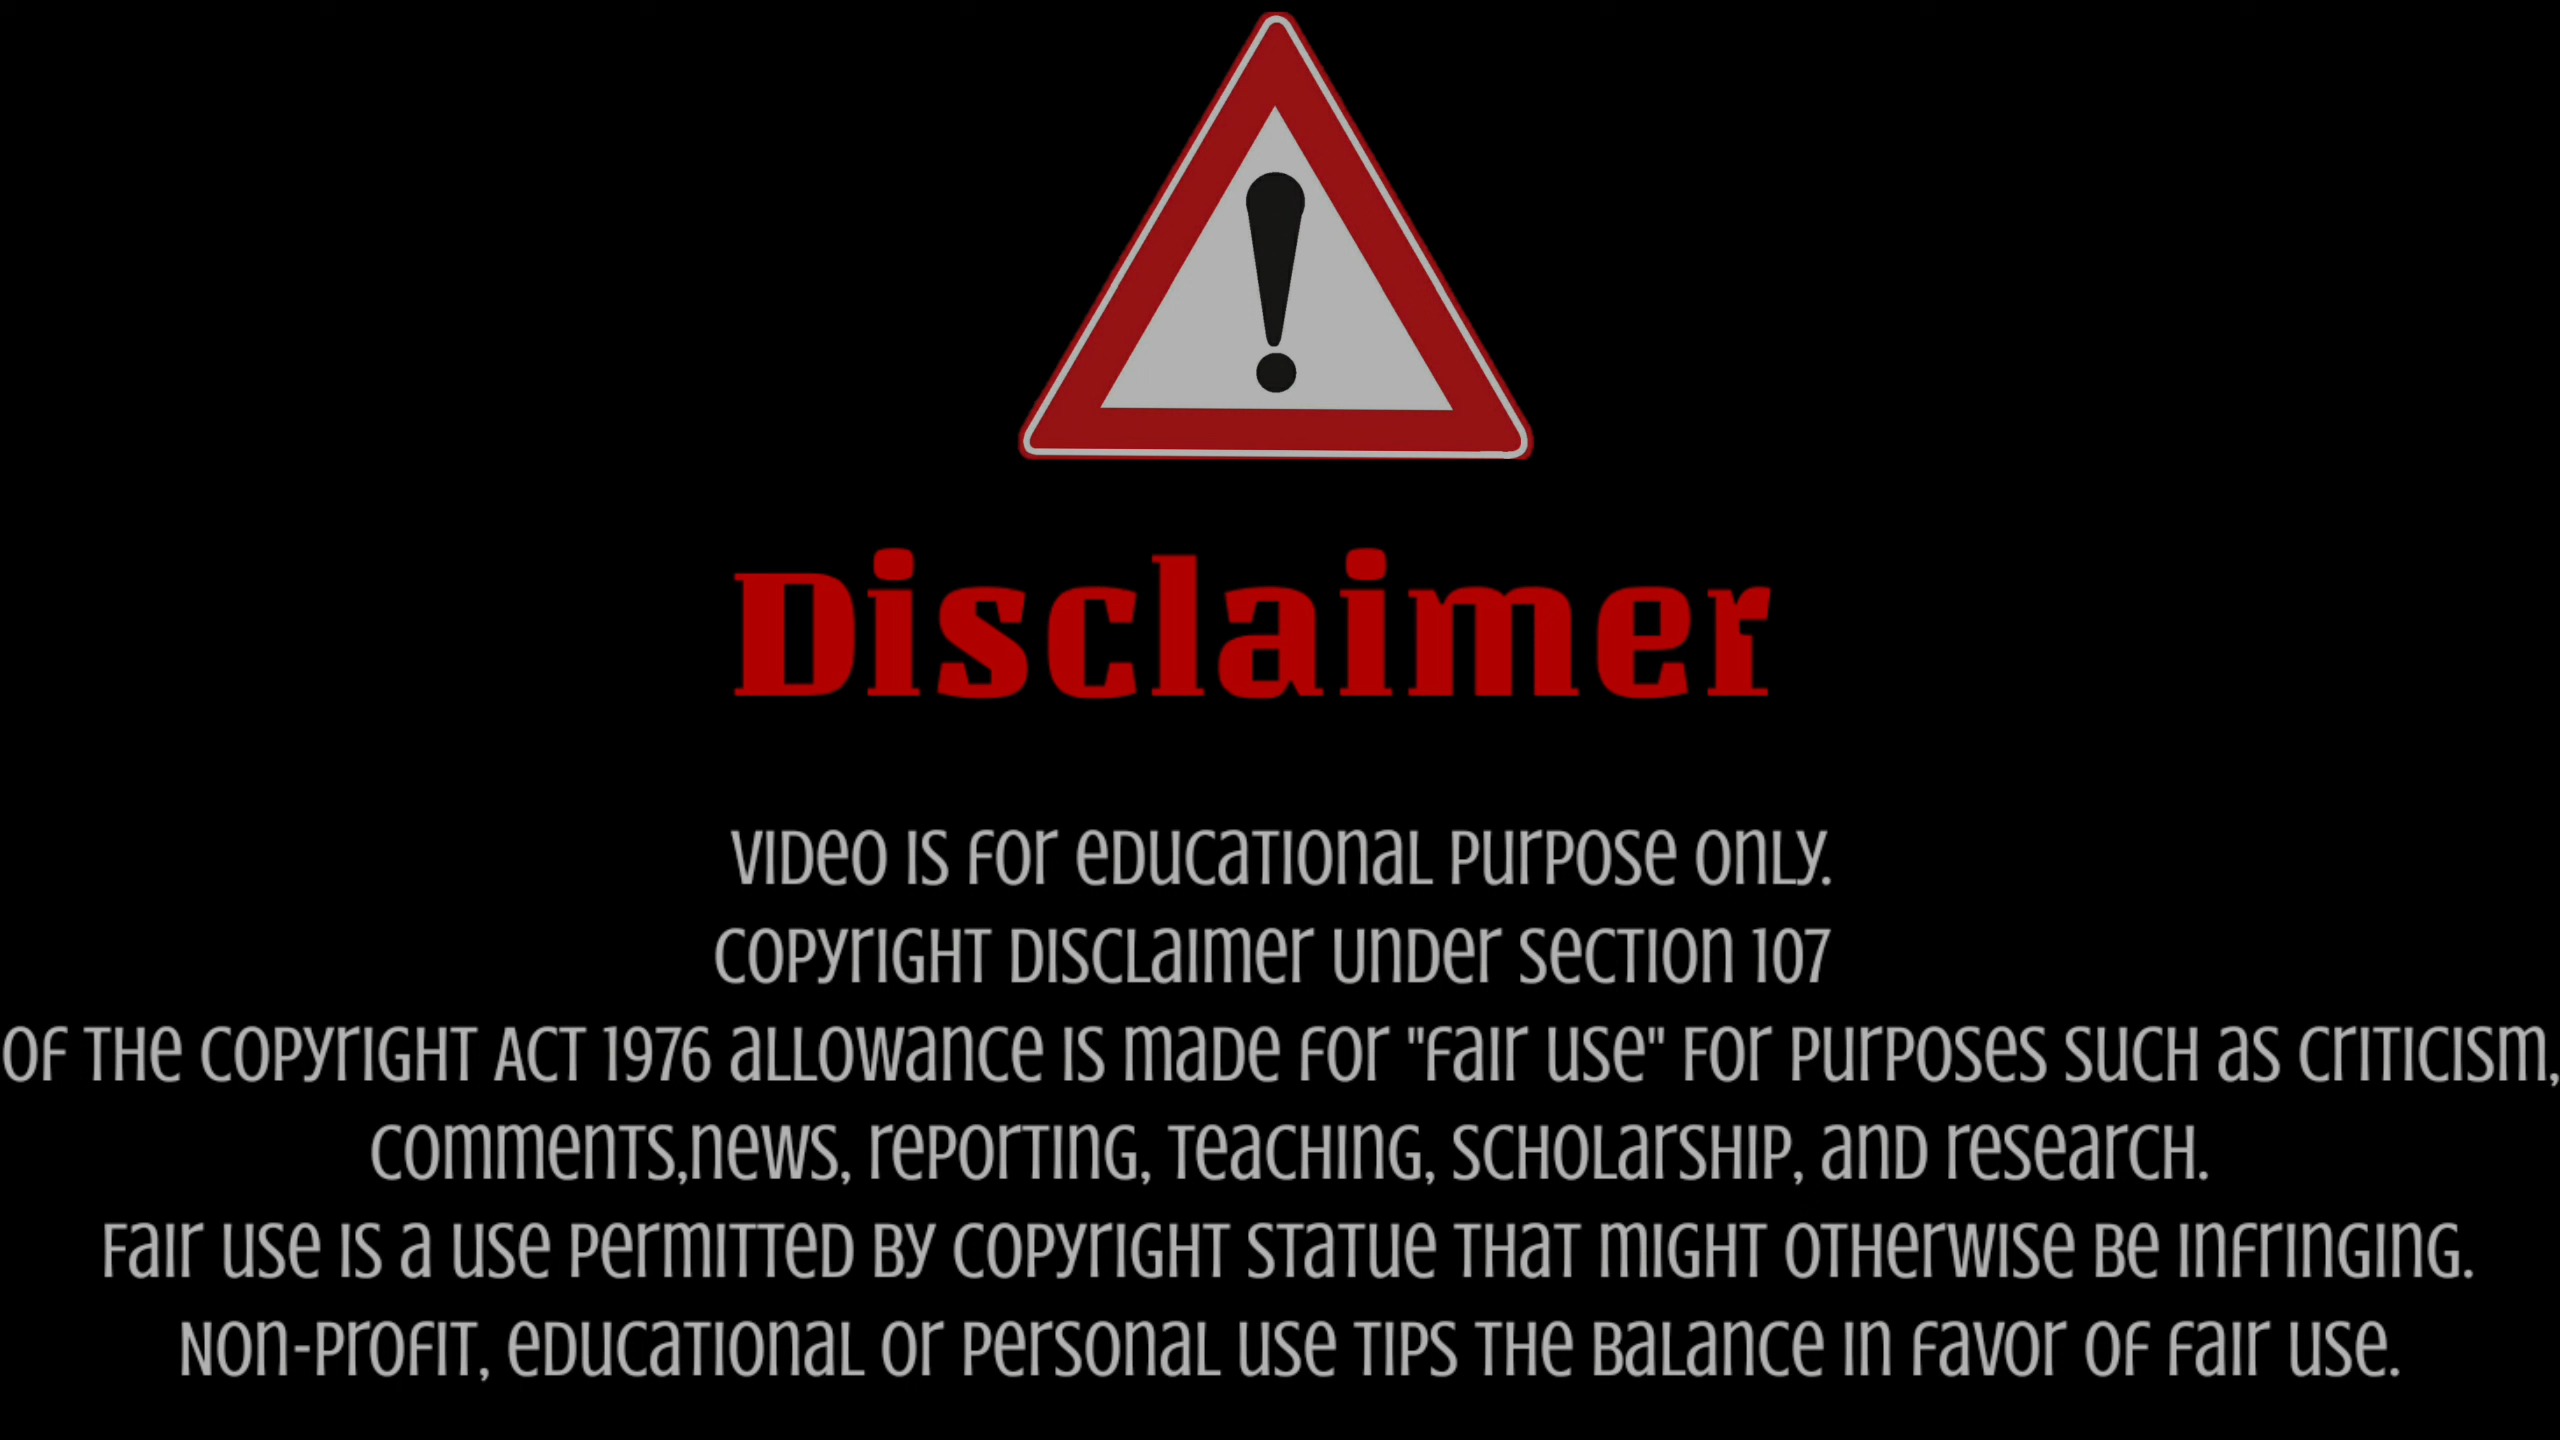 Disclaimer
Video is for educational purpose only.
Copyright Disclaimer Under Section 107
of the Copyright Act 1976 allowance is made for "fair use" for purposes such as criticism,
comments,news, reporting, teaching, scholarship, and research.
Fair use is a use permitted by copyright statue that might otherwise be infringing.
Non-profit, educational or personal use tips the balance in favor of fair use.